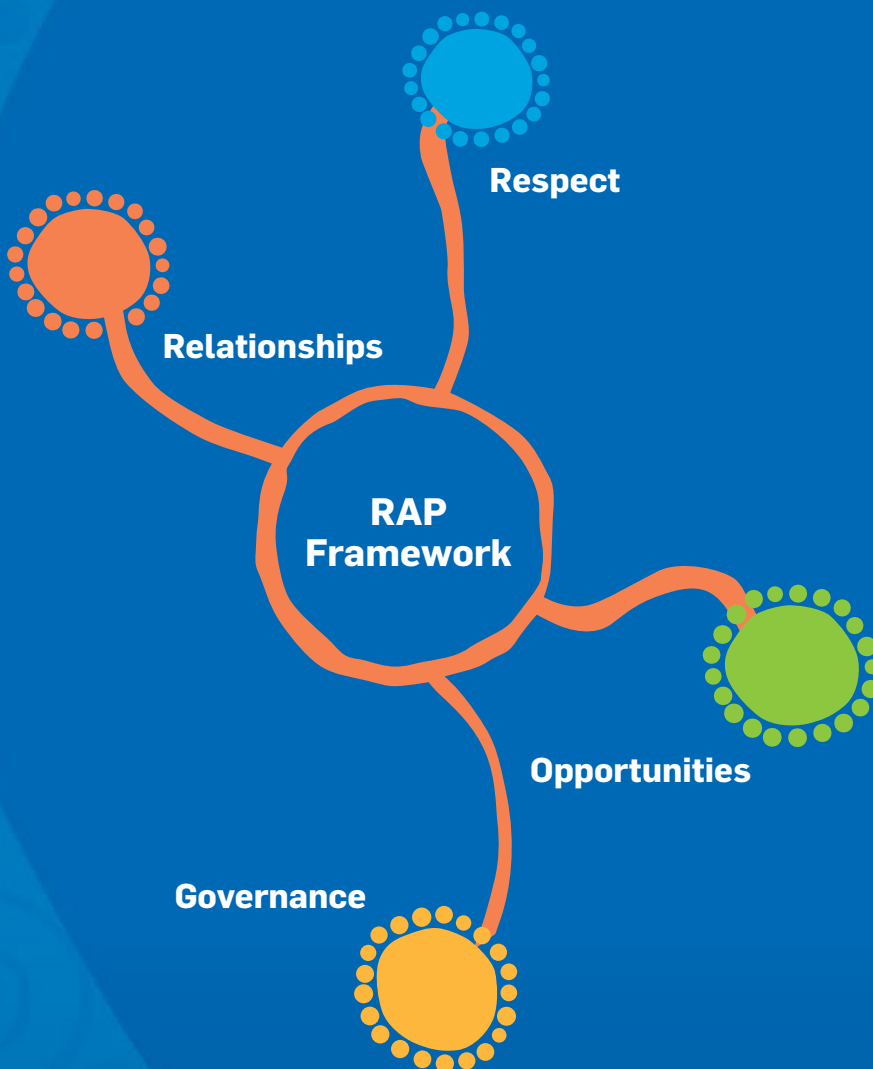 Respect
Relationships
RAP
Framework
Opportunities
Governance